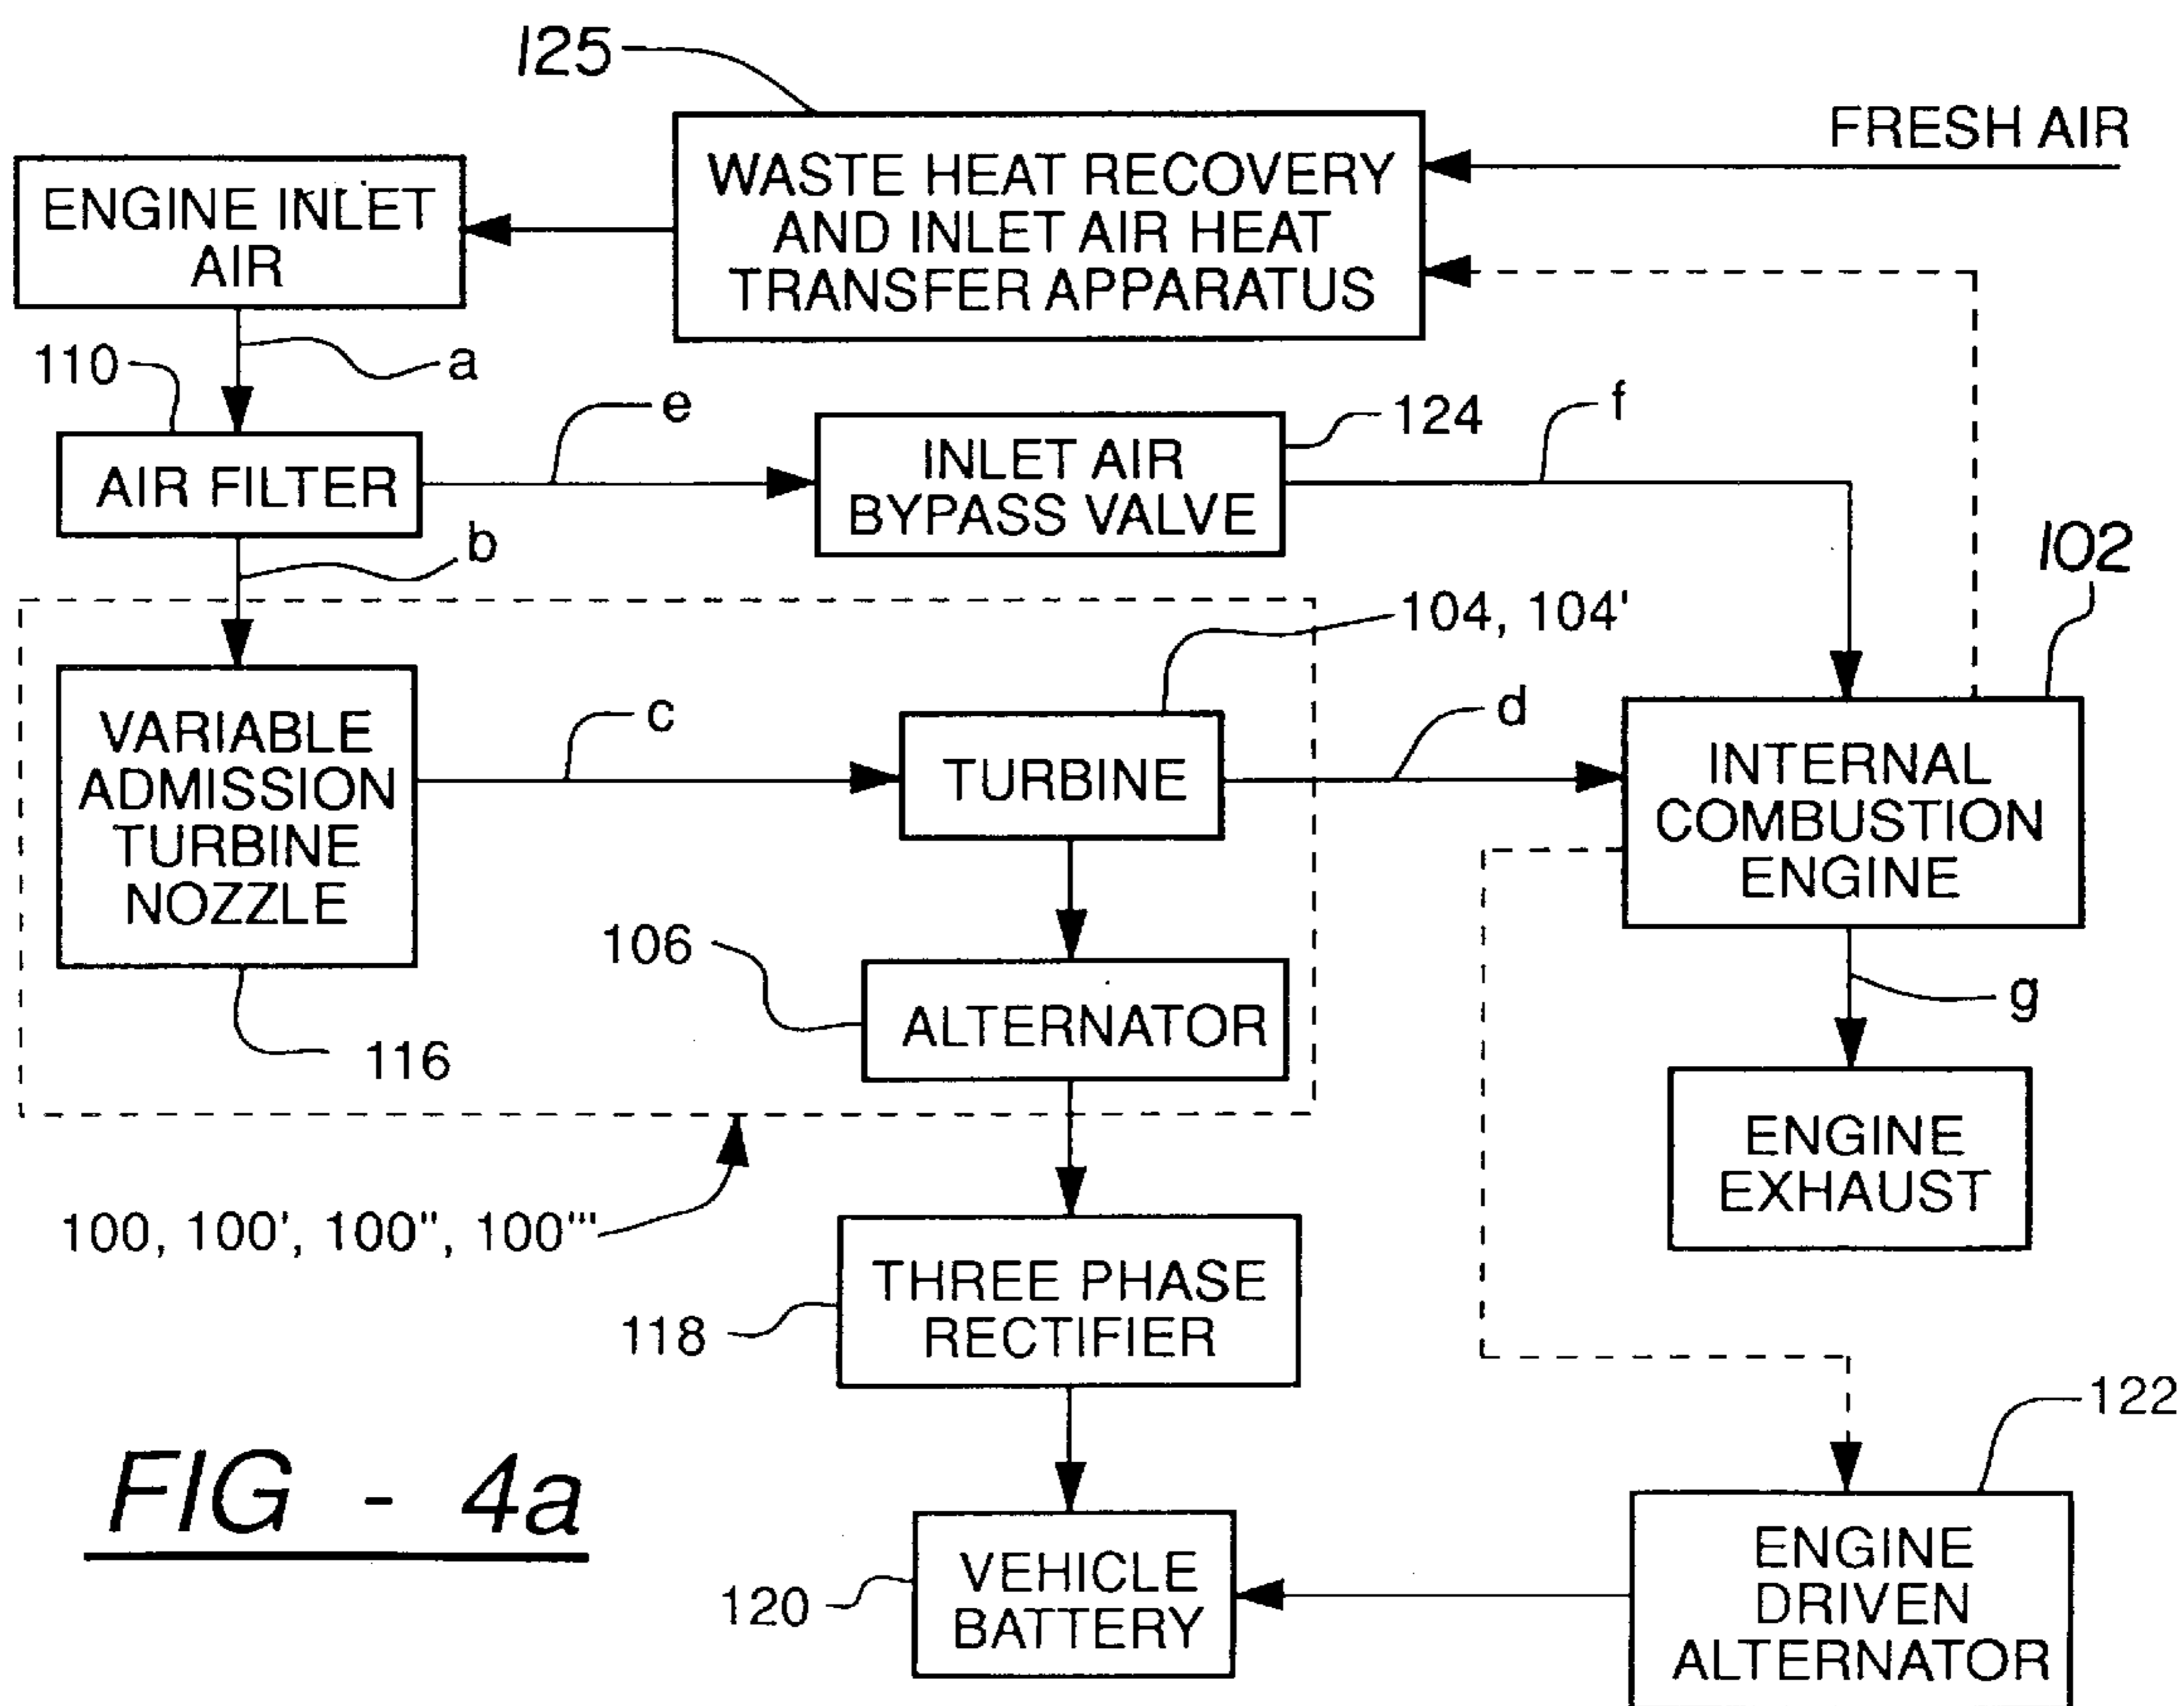 125
FRESH AIR
WASTE HEAT RECOVERY
AND INLET AIR HEAT
TRANSFER APPARATUS
ENGINE INLET
AIR
110
a
e
124
f
AIR FILTER
INLET AIR
BYPASS VALVE
b
102
104, 104'
VARIABLE
ADMISSION
TURBINE
NOZZLE
c
TURBINE
d
INTERNAL
COMBUSTION
ENGINE
106
ALTERNATOR
116
g
ENGINE
EXHAUST
100, 100', 100", 100"'
THREE PHASE
RECTIFIER
118
122
FIG - 4a
VEHICLE
BATTERY
120
ENGINE
DRIVEN
ALTERNATOR